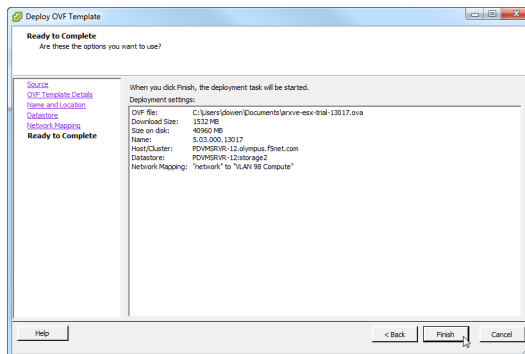 Deploy OVF Template
Ready to Complete
Are these the options you want to use?
Source
OVF Template Details
Name and Location
Datastore
Network Mapping
Ready to Complete
When you click Finish, the deployment task will be started.
Deployment settings:
OVF file: C:\Users\dowen\Documents\arxve-esx-trial-13017.ova
Download Size: 1532 MB
Size on disk: 40960 MB
Name: 5.03.000.13017
Host/Cluster: PDVMSRVR-12.olympus.f5net.com
Datastore: PDVMSRVR-12:storage2
Network Mapping: "network" to "VLAN 98 Compute"
Help
< Back
Finish
Cancel